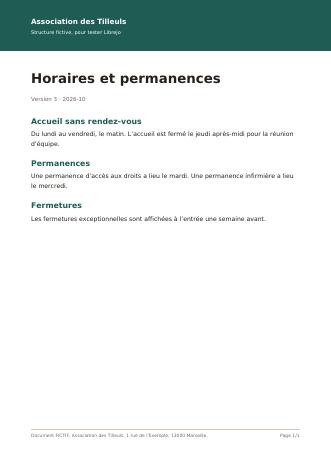 Association des Tilleuls
Structure fictive, pour tester Librejo
Horaires et permanences
Version 3 · 2026-10
Accueil sans rendez-vous
Du lundi au vendredi, le matin. L'accueil est fermé le jeudi après-midi pour la réunion
d'équipe.
Permanences
Une permanence d'accès aux droits a lieu le mardi. Une permanence infirmière a lieu
le mercredi.
Fermetures
Les fermetures exceptionnelles sont affichées à l'entrée une semaine avant.
Document FICTIF, Association des Tilleuls, 1 rue de l'Exemple, 13000 Marseille.
Page 1/1